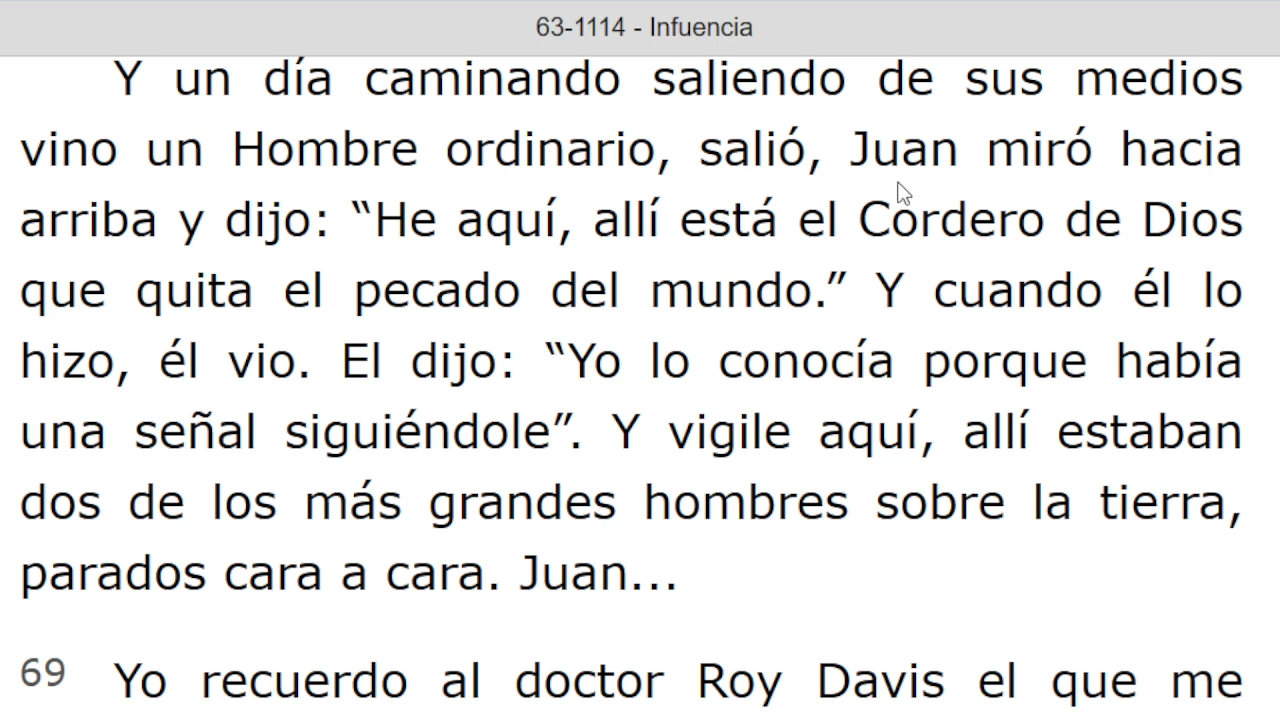 63-1114 - Infuencia
Y un día caminando saliendo de sus medios
vino un Hombre ordinario, salió, Juan miró hacia
arriba y dijo: “He aquí, allí está el Cordero de Dios
que quita el pecado del mundo.” Y cuando él lo
hizo, él vio. El dijo: “Yo lo conocía porque había
una señal siguiéndole”. Y vigile aquí, allí estaban
dos de los más grandes hombres sobre la tierra,
parados cara a cara. Juan...
69 Yo recuerdo al doctor Roy Davis el que me